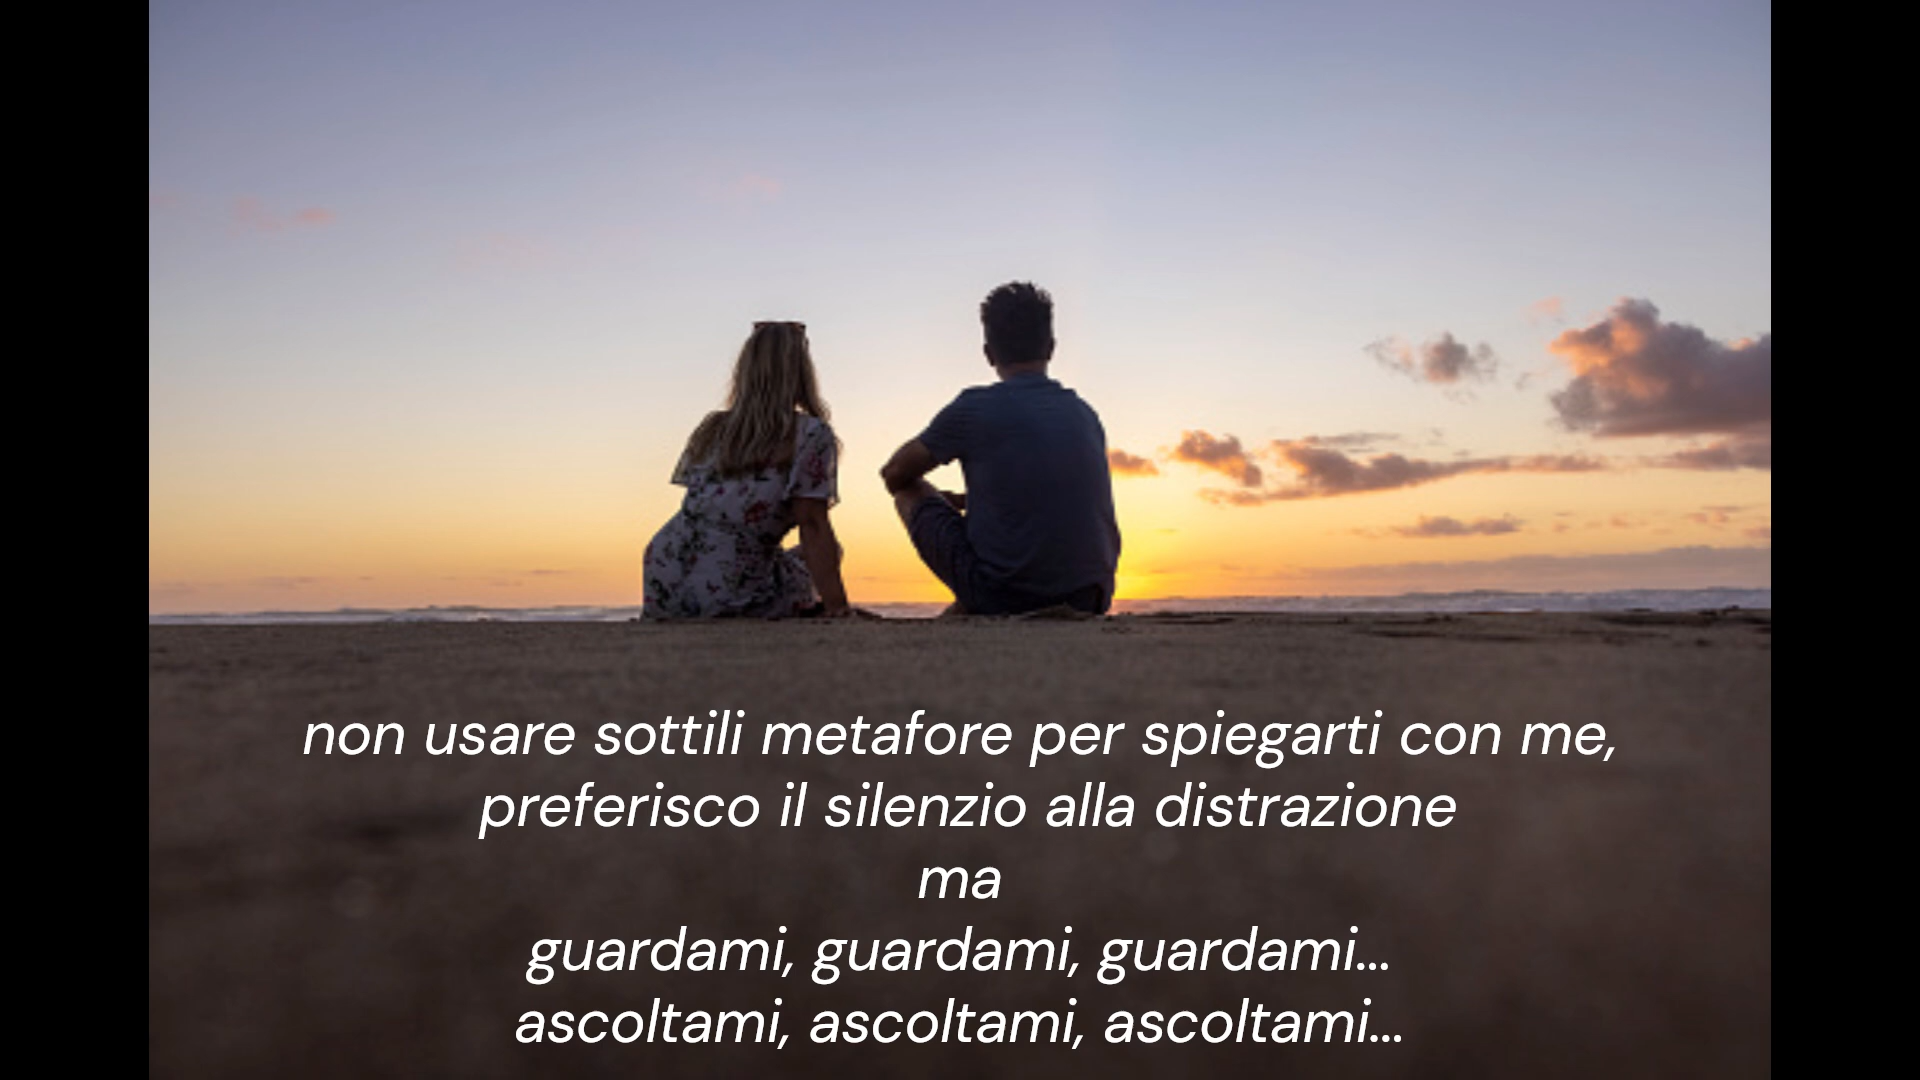 non usare sottili metafore per spiegarti con me,
preferisco il silenzio alla distrazione
ma
guardami, guardami, guardami...
ascoltami, ascoltami, ascoltami...